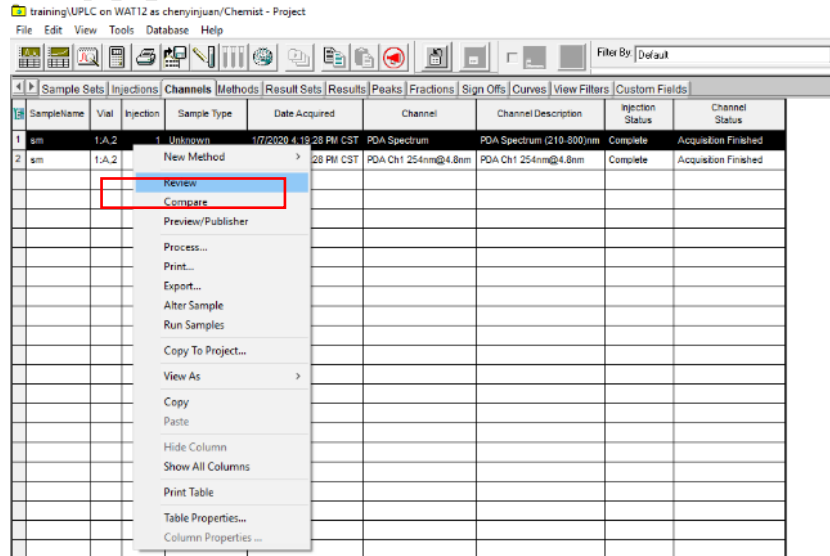 training\UPLC on WAT12 as chenyinjuan/Chemist - Project
File Edit View Tools Database Help
Filter By: Default
Sample Sets Injections Channels Methods Result Sets Results Peaks Fractions Sign Offs Curves View Filters Custom Fields
SampleName Vial Injection Sample Type Date Acquired Channel Channel Description Injection Status Channel Status
1 sm 1:A,2 1 Unknown 1/7/2020 4:19:28 PM CST PDA Spectrum PDA Spectrum (210-800)nm Complete Acquisition Finished
2 sm 1:A,2 28 PM CST PDA Ch1 254nm@4.8nm PDA Ch1 254nm@4.8nm Complete Acquisition Finished
New Method >
Review
Compare
Preview/Publisher
Process...
Print...
Export...
Alter Sample
Run Samples
Copy To Project...
View As >
Copy
Paste
Hide Column
Show All Columns
Print Table
Table Properties...
Column Properties ...